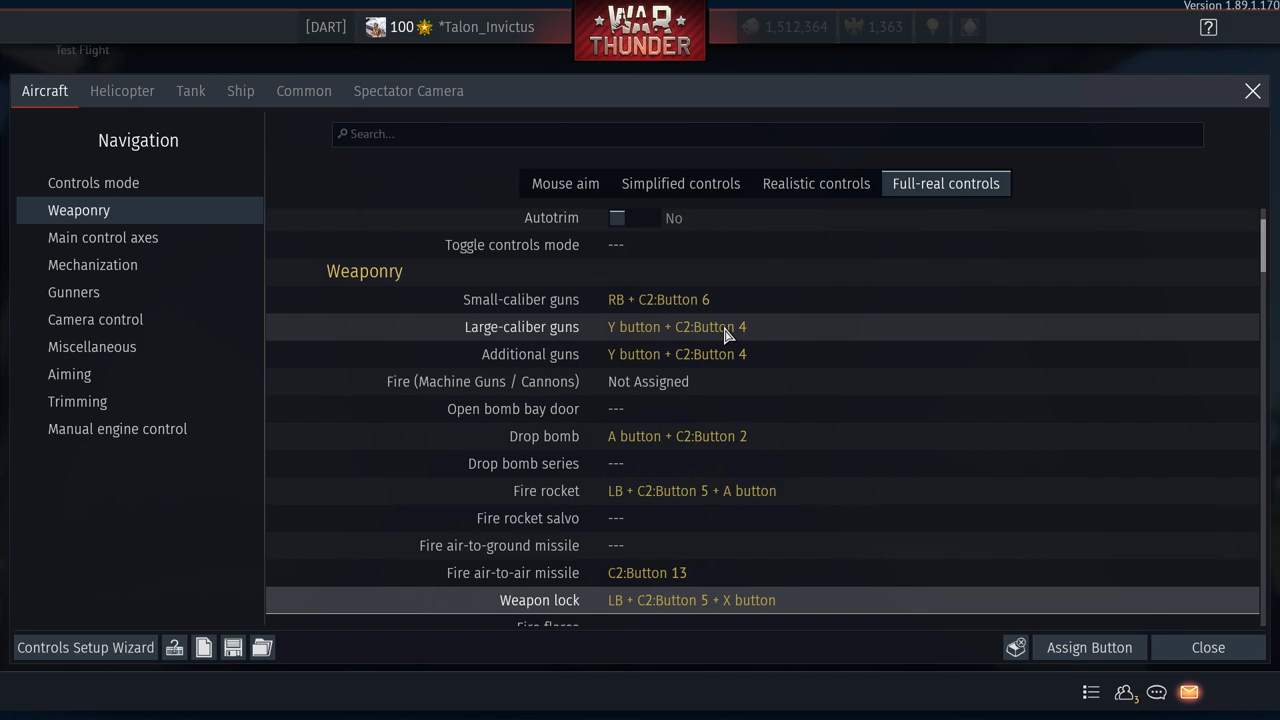 Version 1.89.1.170
[DART] 100 *Talon_Invictus
WAR
THUNDER
1,512,364 1,363
Test Flight
Aircraft Helicopter Tank Ship Common Spectator Camera
Navigation
Search...
Controls mode
Weaponry
Main control axes
Mechanization
Gunners
Camera control
Miscellaneous
Aiming
Trimming
Manual engine control
Mouse aim Simplified controls Realistic controls Full-real controls
Autotrim No
Toggle controls mode ---
Weaponry
Small-caliber guns RB + C2:Button 6
Large-caliber guns Y button + C2:Button 4
Additional guns Y button + C2:Button 4
Fire (Machine Guns / Cannons) Not Assigned
Open bomb bay door ---
Drop bomb A button + C2:Button 2
Drop bomb series ---
Fire rocket LB + C2:Button 5 + A button
Fire rocket salvo ---
Fire air-to-ground missile ---
Fire air-to-air missile C2:Button 13
Weapon lock LB + C2:Button 5 + X button
Fire flares
Controls Setup Wizard Assign Button Close
3